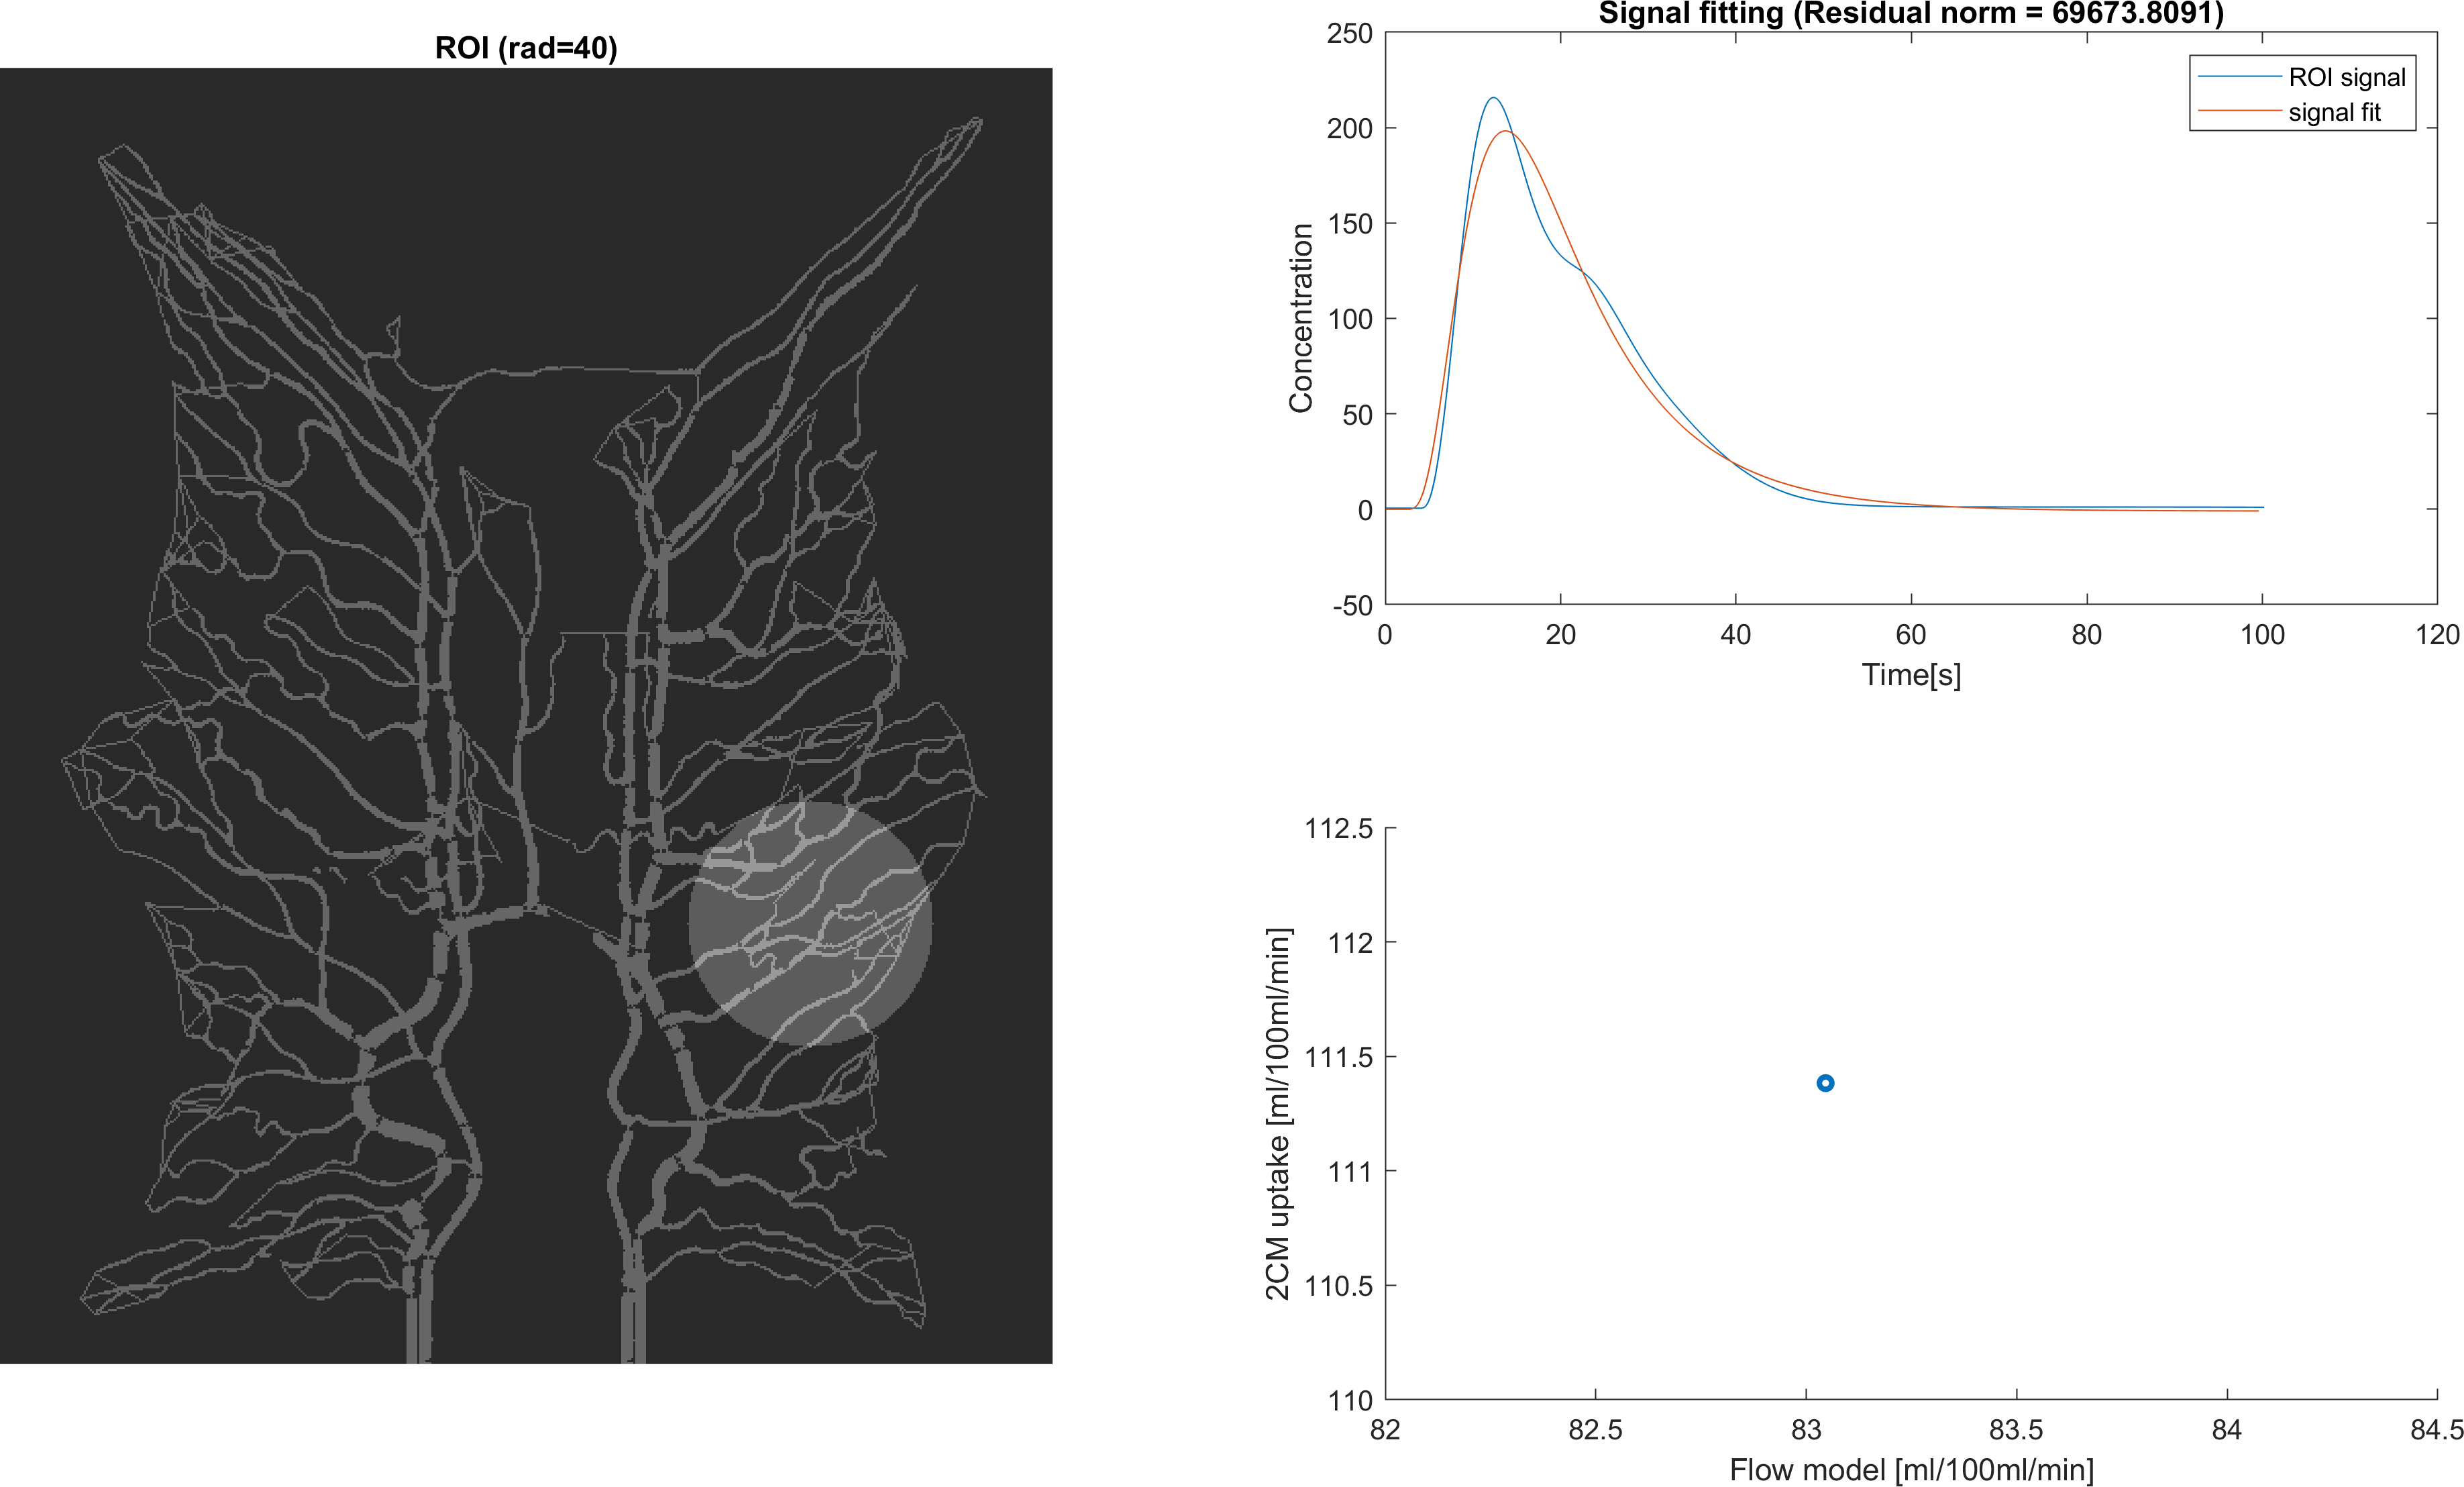 ROI (rad=40)
Signal fitting (Residual norm = 69673.8091)
250
200
150
100
50
0
-50
Concentration
ROI signal
signal fit
0 20 40 60 80 100 120
Time[s]
112.5
112
111.5
111
110.5
110
2CM uptake [ml/100ml/min]
82 82.5 83 83.5 84 84.5
Flow model [ml/100ml/min]